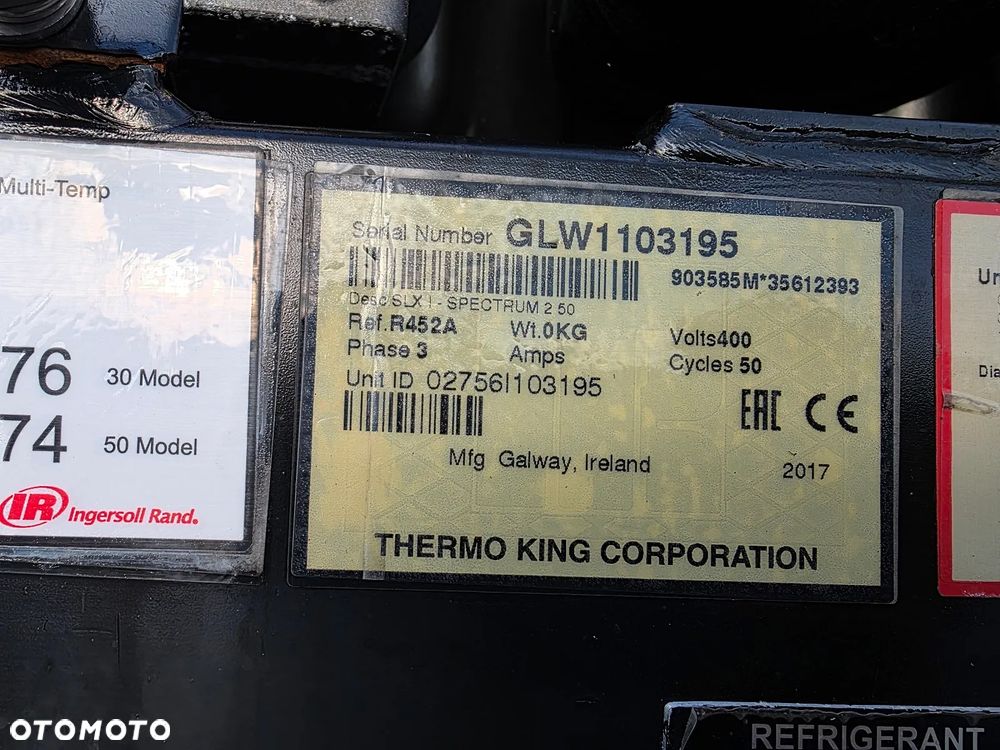 Multi-Temp
76 30 Model
74 50 Model
IR Ingersoll Rand.
Serial Number GLW1103195
903585M*35612393
Desc SLX I - SPECTRUM 2 50
Ref.R452A Wt.0KG Volts400
Phase 3 Amps Cycles 50
Unit ID 02756I103195
EAC CE
Mfg Galway, Ireland 2017
THERMO KING CORPORATION
Un
Dia
REFRIGERANT
OTOMOTO